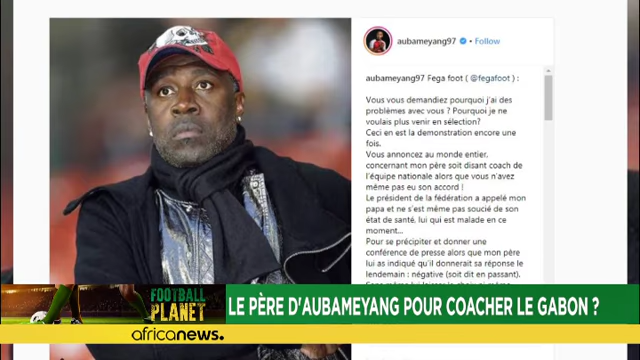 aubameyang97 • Follow
aubameyang97 Fega foot ( @fegafoot ) :
Vous vous demandiez pourquoi j'ai des
problèmes avec vous ? Pourquoi je ne
voulais plus venir en sélection?
Ceci en est la demonstration encore une
fois.
Vous annoncez au monde entier,
concernant mon père soit disant coach de
l'équipe nationale alors que vous n'avez
même pas eu son accord !
Le président de la fédération a appelé mon
papa et ne s'est même pas soucié de son
état de santé, lui qui est malade en ce
moment...
Pour se précipiter et donner une
conférence de presse alors que mon père
lui as indiqué qu'il donnerait sa réponse le
lendemain : négative (soit dit en passant).
FOOTBALL
PLANET
LE PÈRE D'AUBAMEYANG POUR COACHER LE GABON ?
africanews.